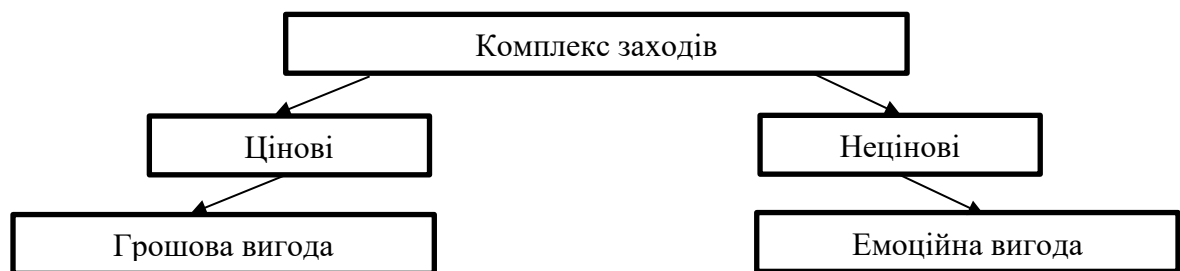 Комплекс заходів
Цінові
Нецінові
Грошова вигода
Емоційна вигода